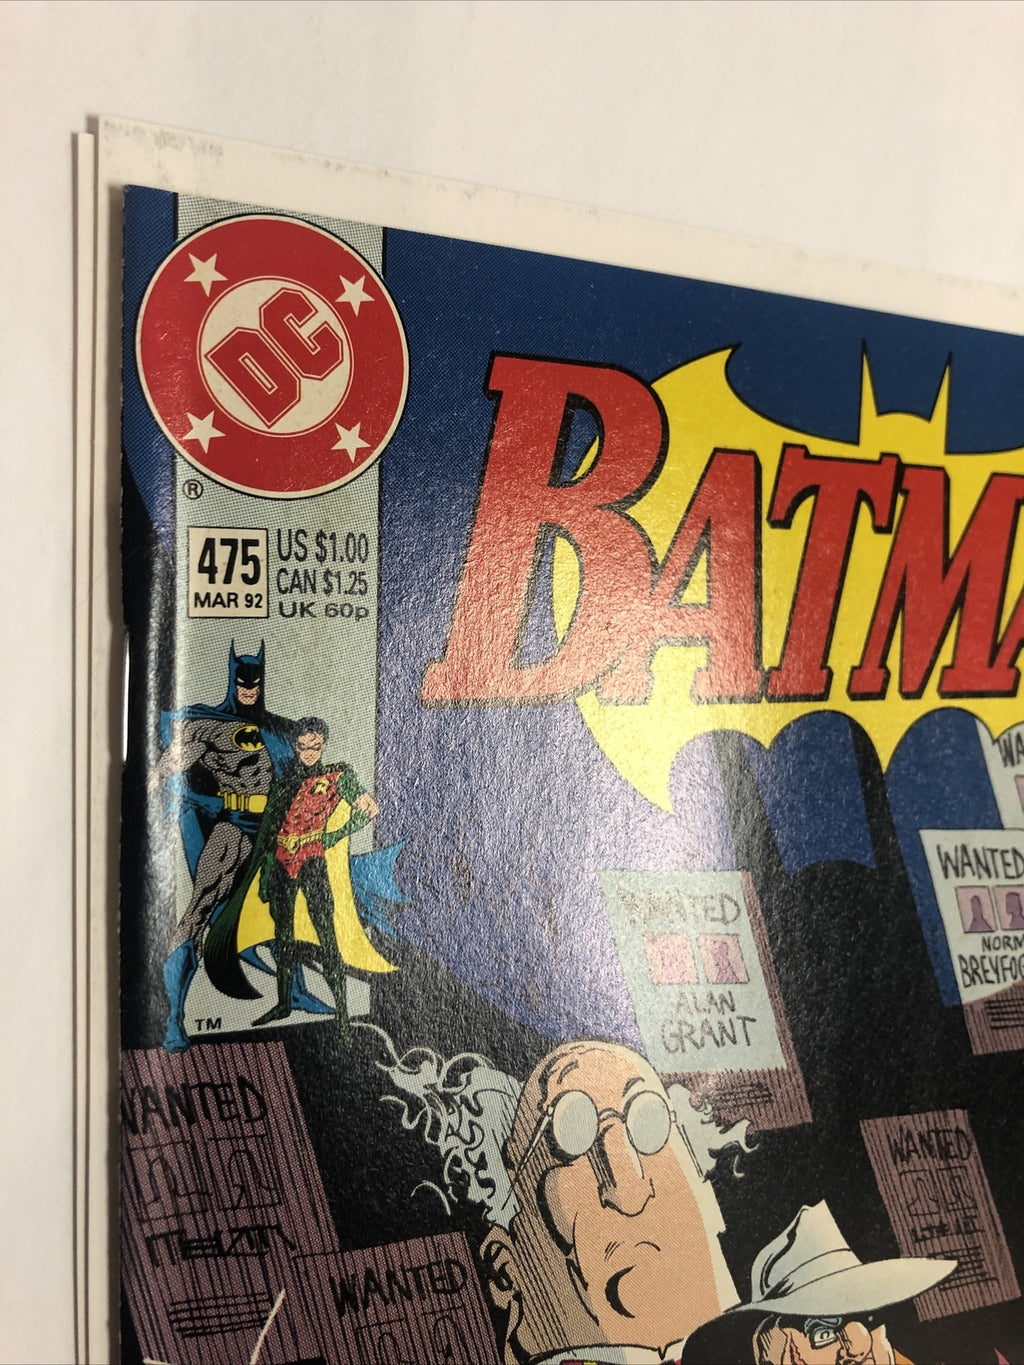 DC
®
BATMA
475
MAR 92
US $1.00
CAN $1.25
UK 60p
TM
WANTED
ALAN
GRANT
WANTED
NORM
BREYFOG
WA
WANTED
WANTED
WANTED
R